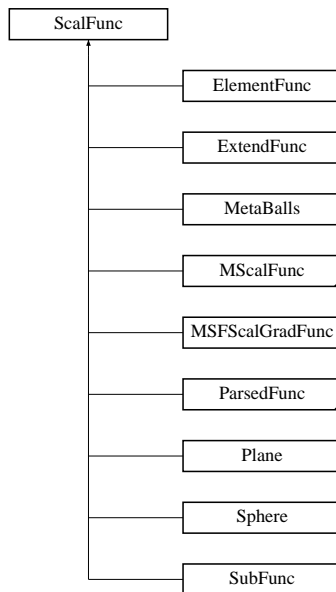 ScalFunc
ElementFunc
ExtendFunc
MetaBalls
MScalFunc
MSFScalGradFunc
ParsedFunc
Plane
Sphere
SubFunc